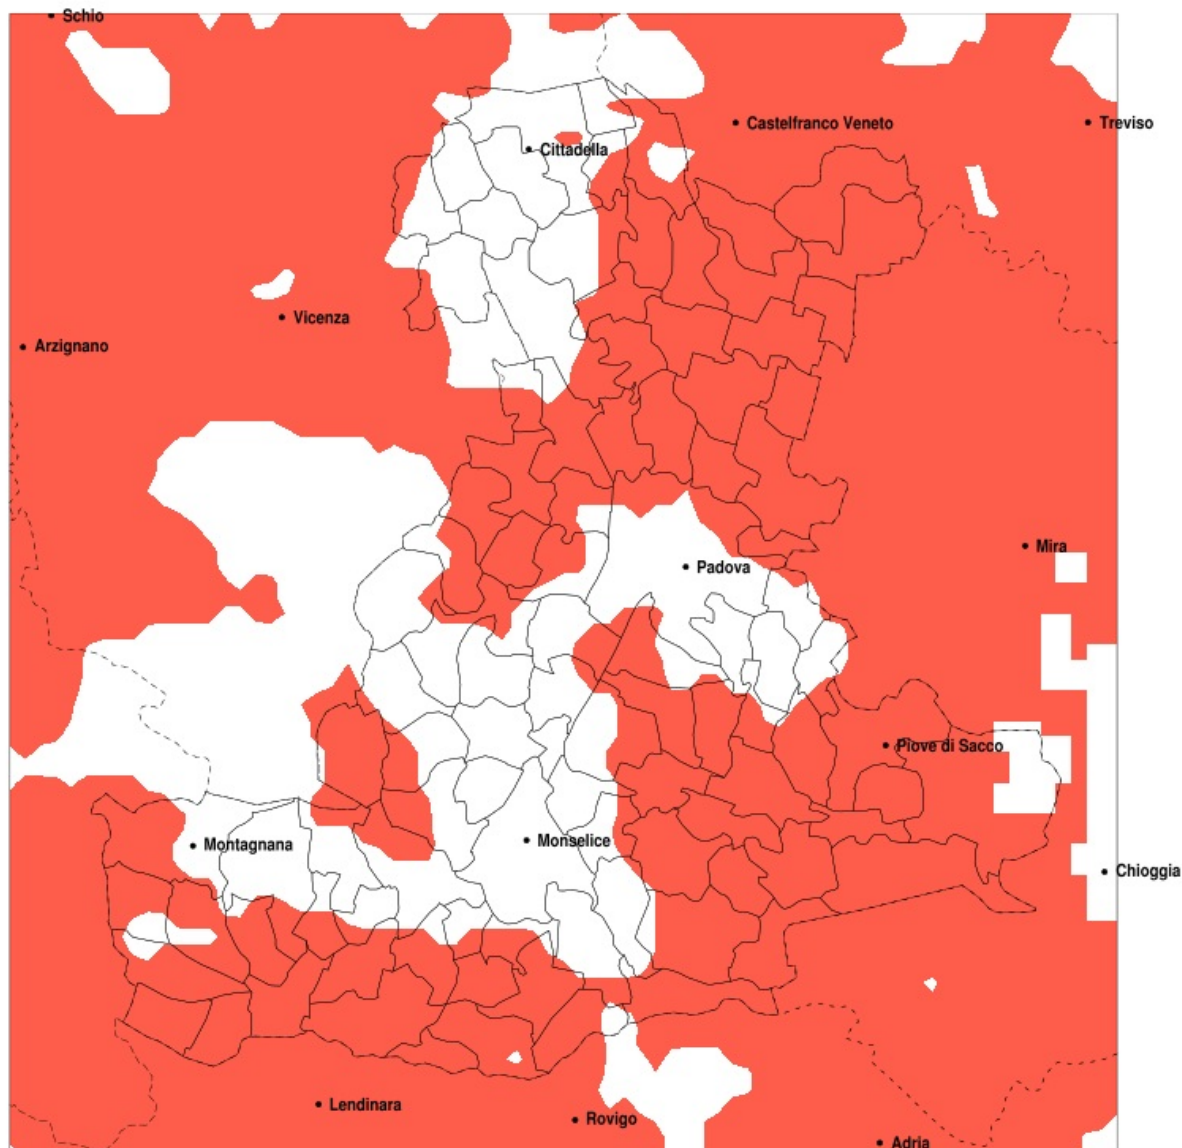 Schio
Castelfranco Veneto
Treviso
Cittadella
Vicenza
Arzignano
Mira
Padova
Piove di Sacco
Montagnana
Monselice
Chioggia
Lendinara
Rovigo
Adria